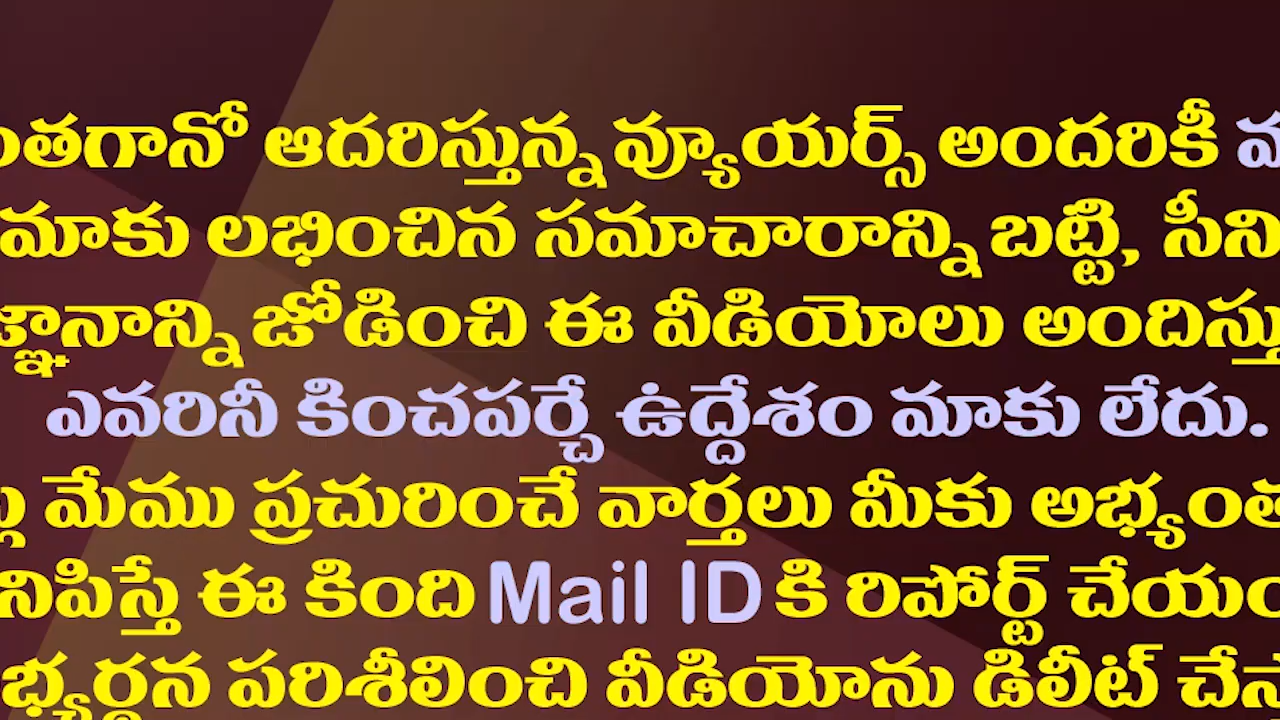 ంతగానో ఆదరిస్తున్న వ్యూయర్స్ అందరికీ
మాకు లభించిన సమాచారాన్ని బట్టి, సీని
జ్ఞానాన్ని జోడించి ఈ వీడియోలు అందిస్తు
ఎవరినీ కించపర్చే ఉద్దేశం మాకు లేదు.
మేము ప్రచురించే వార్తలు మీకు అభ్యంత
నిపిస్తే ఈ కింది Mail ID కి రిపోర్ట్ చేయం
భ్యర్థన పరిశీలించి వీడియోను డిలీట్ చేస